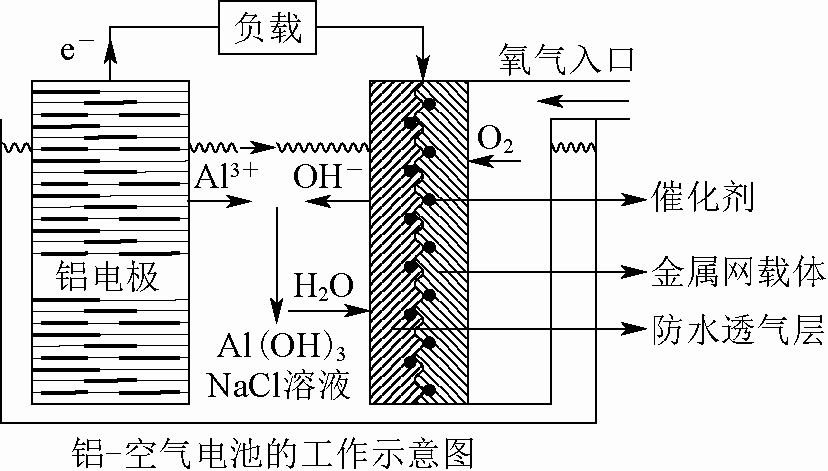 负载
e⁻
氧气入口
O₂
Al³⁺ OH⁻
催化剂
铝电极
H₂O
金属网载体
Al(OH)₃
防水透气层
NaCl溶液
铝-空气电池的工作示意图